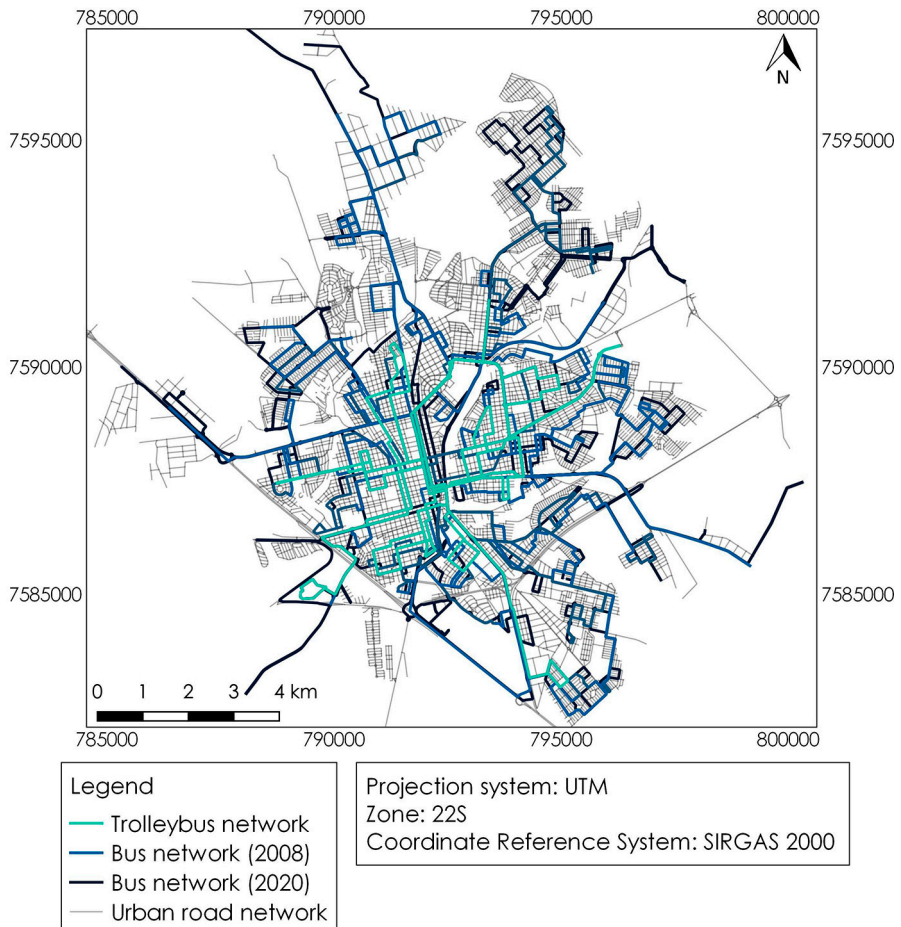 785000 790000 795000 800000
N
7595000 7595000
7590000 7590000
7585000 7585000
0 1 2 3 4 km
785000 790000 795000 800000
Legend
Trolleybus network
Bus network (2008)
Bus network (2020)
Urban road network
Projection system: UTM
Zone: 22S
Coordinate Reference System: SIRGAS 2000